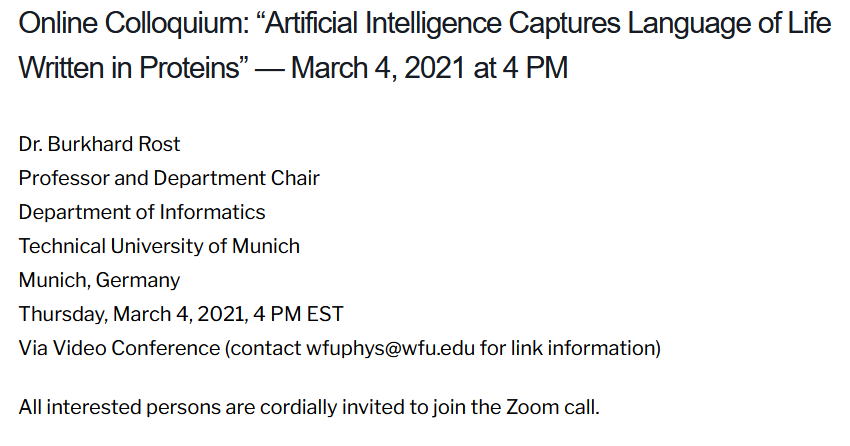 Online Colloquium: “Artificial Intelligence Captures Language of Life
Written in Proteins” — March 4, 2021 at 4 PM
Dr. Burkhard Rost
Professor and Department Chair
Department of Informatics
Technical University of Munich
Munich, Germany
Thursday, March 4, 2021, 4 PM EST
Via Video Conference (contact wfuphys@wfu.edu for link information)
All interested persons are cordially invited to join the Zoom call.